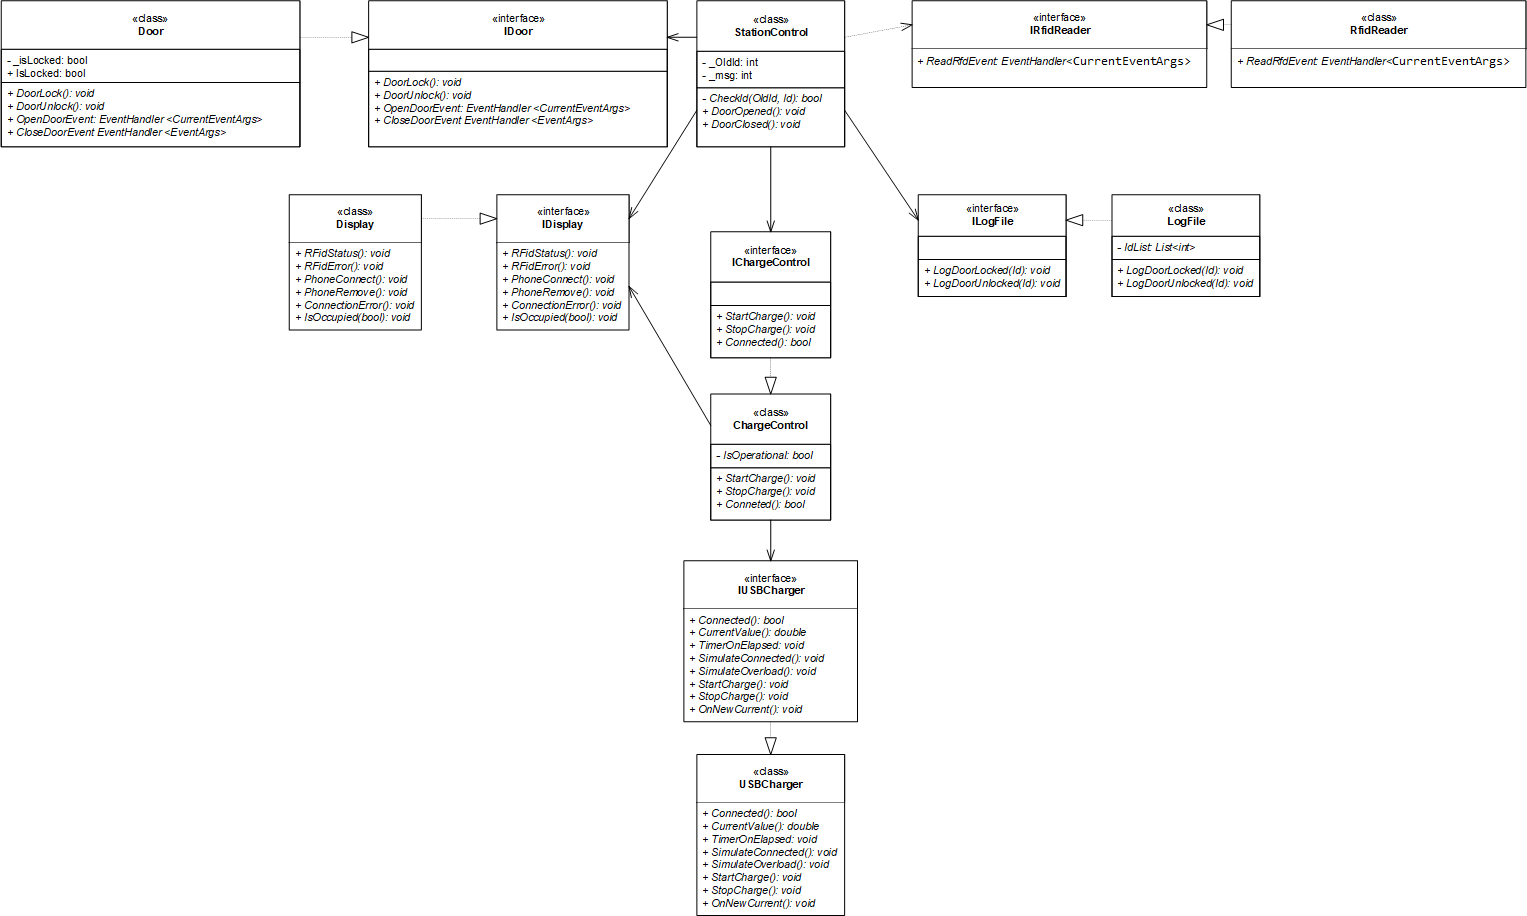 «class»
Door
- _isLocked: bool
+ IsLocked: bool
+ DoorLock(): void
+ DoorUnlock(): void
+ OpenDoorEvent: EventHandler <CurrentEventArgs>
+ CloseDoorEvent EventHandler <EventArgs>
«interface»
IDoor
+ DoorLock(): void
+ DoorUnlock(): void
+ OpenDoorEvent: EventHandler <CurrentEventArgs>
+ CloseDoorEvent EventHandler <EventArgs>
«class»
StationControl
- _OldId: int
- _msg: int
- CheckId(OldId, Id): bool
+ DoorOpened(): void
+ DoorClosed(): void
«interface»
IRfidReader
+ ReadRfdEvent: EventHandler<CurrentEventArgs>
«class»
RfidReader
+ ReadRfdEvent: EventHandler<CurrentEventArgs>
«class»
Display
+ RFidStatus(): void
+ RFidError(): void
+ PhoneConnect(): void
+ PhoneRemove(): void
+ ConnectionError(): void
+ IsOccupied(bool): void
«interface»
IDisplay
+ RFidStatus(): void
+ RFidError(): void
+ PhoneConnect(): void
+ PhoneRemove(): void
+ ConnectionError(): void
+ IsOccupied(bool): void
«interface»
IChargeControl
+ StartCharge(): void
+ StopCharge(): void
+ Connected(): bool
«interface»
ILogFile
+ LogDoorLocked(Id): void
+ LogDoorUnlocked(Id): void
«class»
LogFile
- IdList: List<int>
+ LogDoorLocked(Id): void
+ LogDoorUnlocked(Id): void
«class»
ChargeControl
- IsOperational: bool
+ StartCharge(): void
+ StopCharge(): void
+ Conneted(): bool
«interface»
IUSBCharger
+ Connected(): bool
+ CurrentValue(): double
+ TimerOnElapsed: void
+ SimulateConnected(): void
+ SimulateOverload(): void
+ StartCharge(): void
+ StopCharge(): void
+ OnNewCurrent(): void
«class»
USBCharger
+ Connected(): bool
+ CurrentValue(): double
+ TimerOnElapsed: void
+ SimulateConnected(): void
+ SimulateOverload(): void
+ StartCharge(): void
+ StopCharge(): void
+ OnNewCurrent(): void